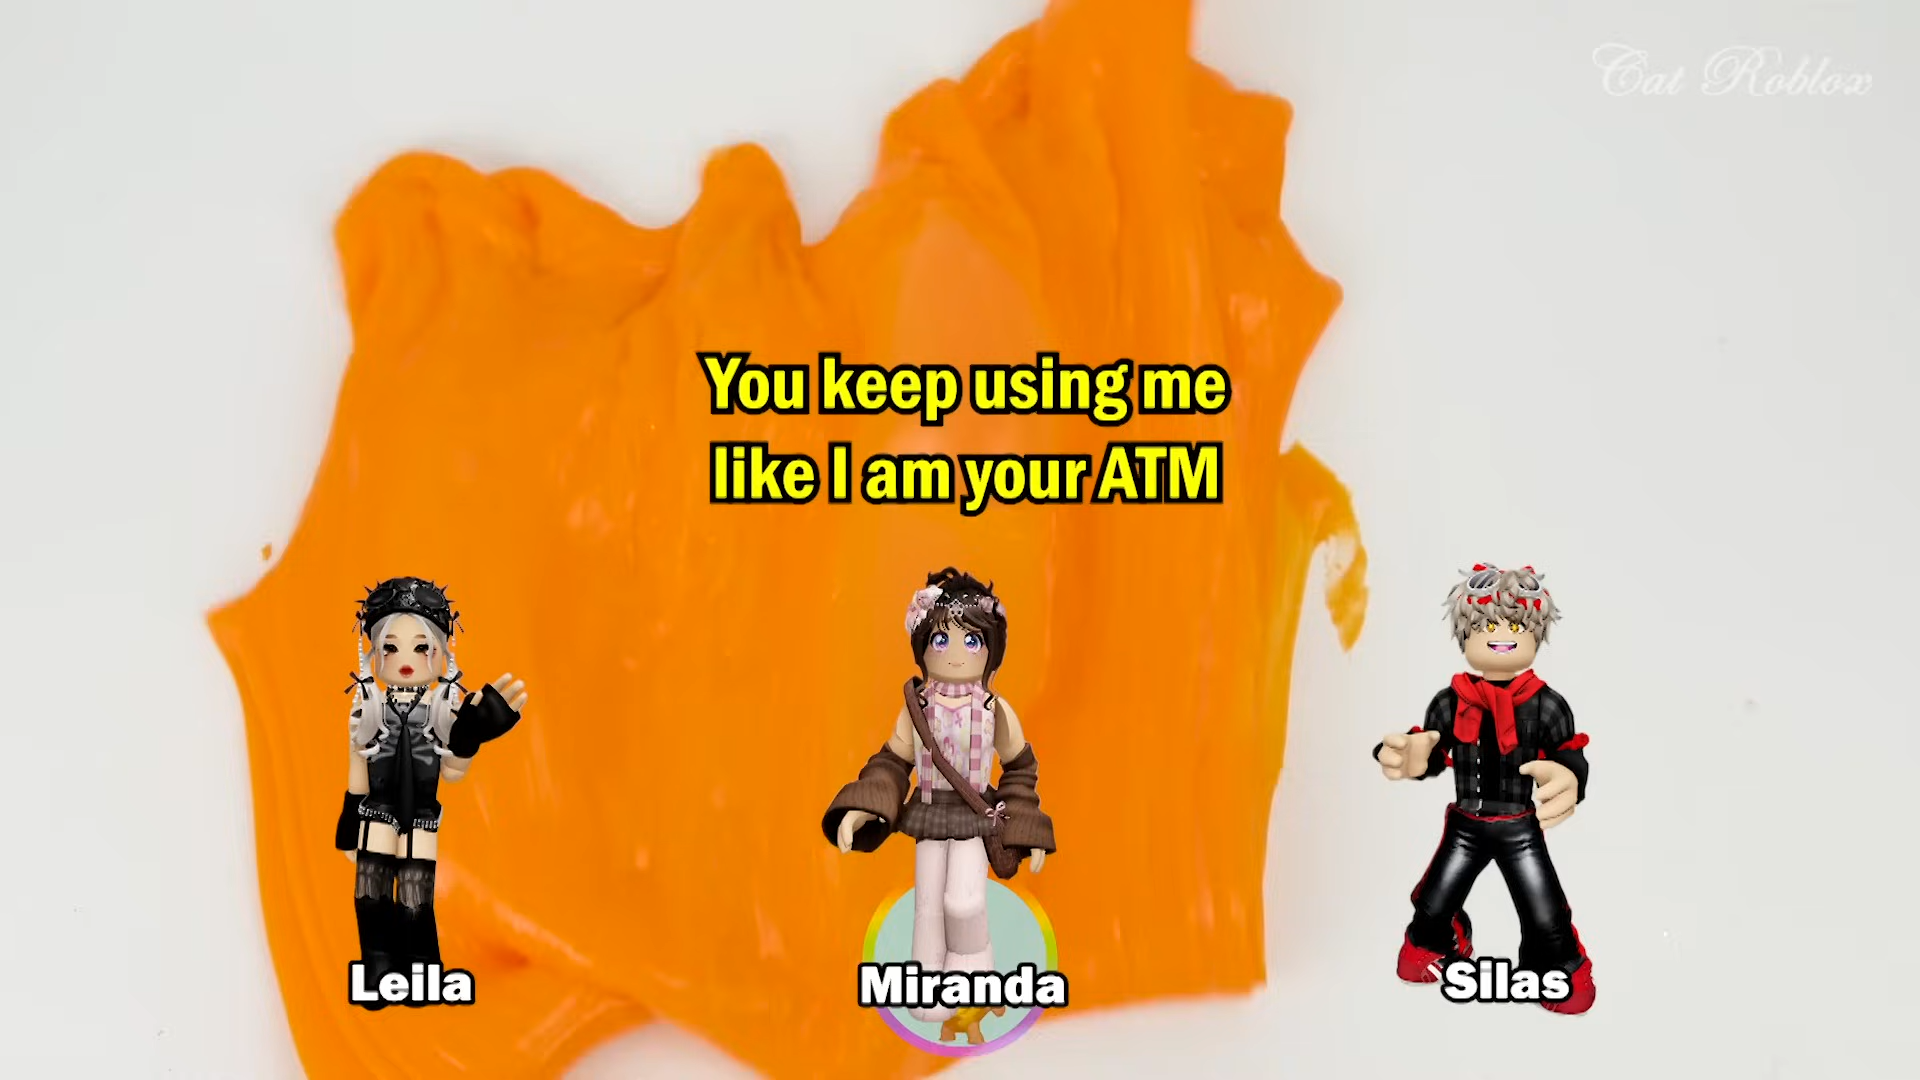 Cat Roblox
You keep using me
like I am your ATM
Leila
Miranda
Silas